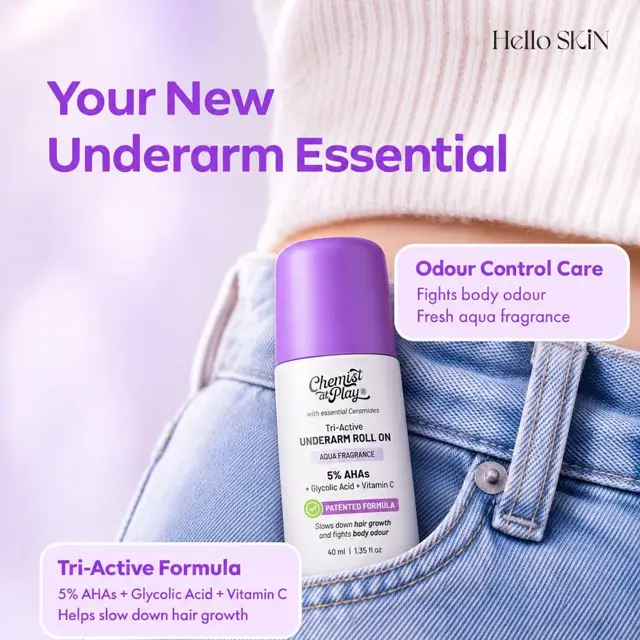 Hello SKiN
Your New
Underarm Essential
Odour Control Care
Fights body odour
Fresh aqua fragrance
Chemist
at Play®
with essential Ceramides
Tri-Active
UNDERARM ROLL ON
AQUA FRAGRANCE
5% AHAs
+ Glycolic Acid + Vitamin C
PATENTED FORMULA
Slows down hair growth
and fights body odour
40 ml | 1.35 fl oz
Tri-Active Formula
5% AHAs + Glycolic Acid + Vitamin C
Helps slow down hair growth